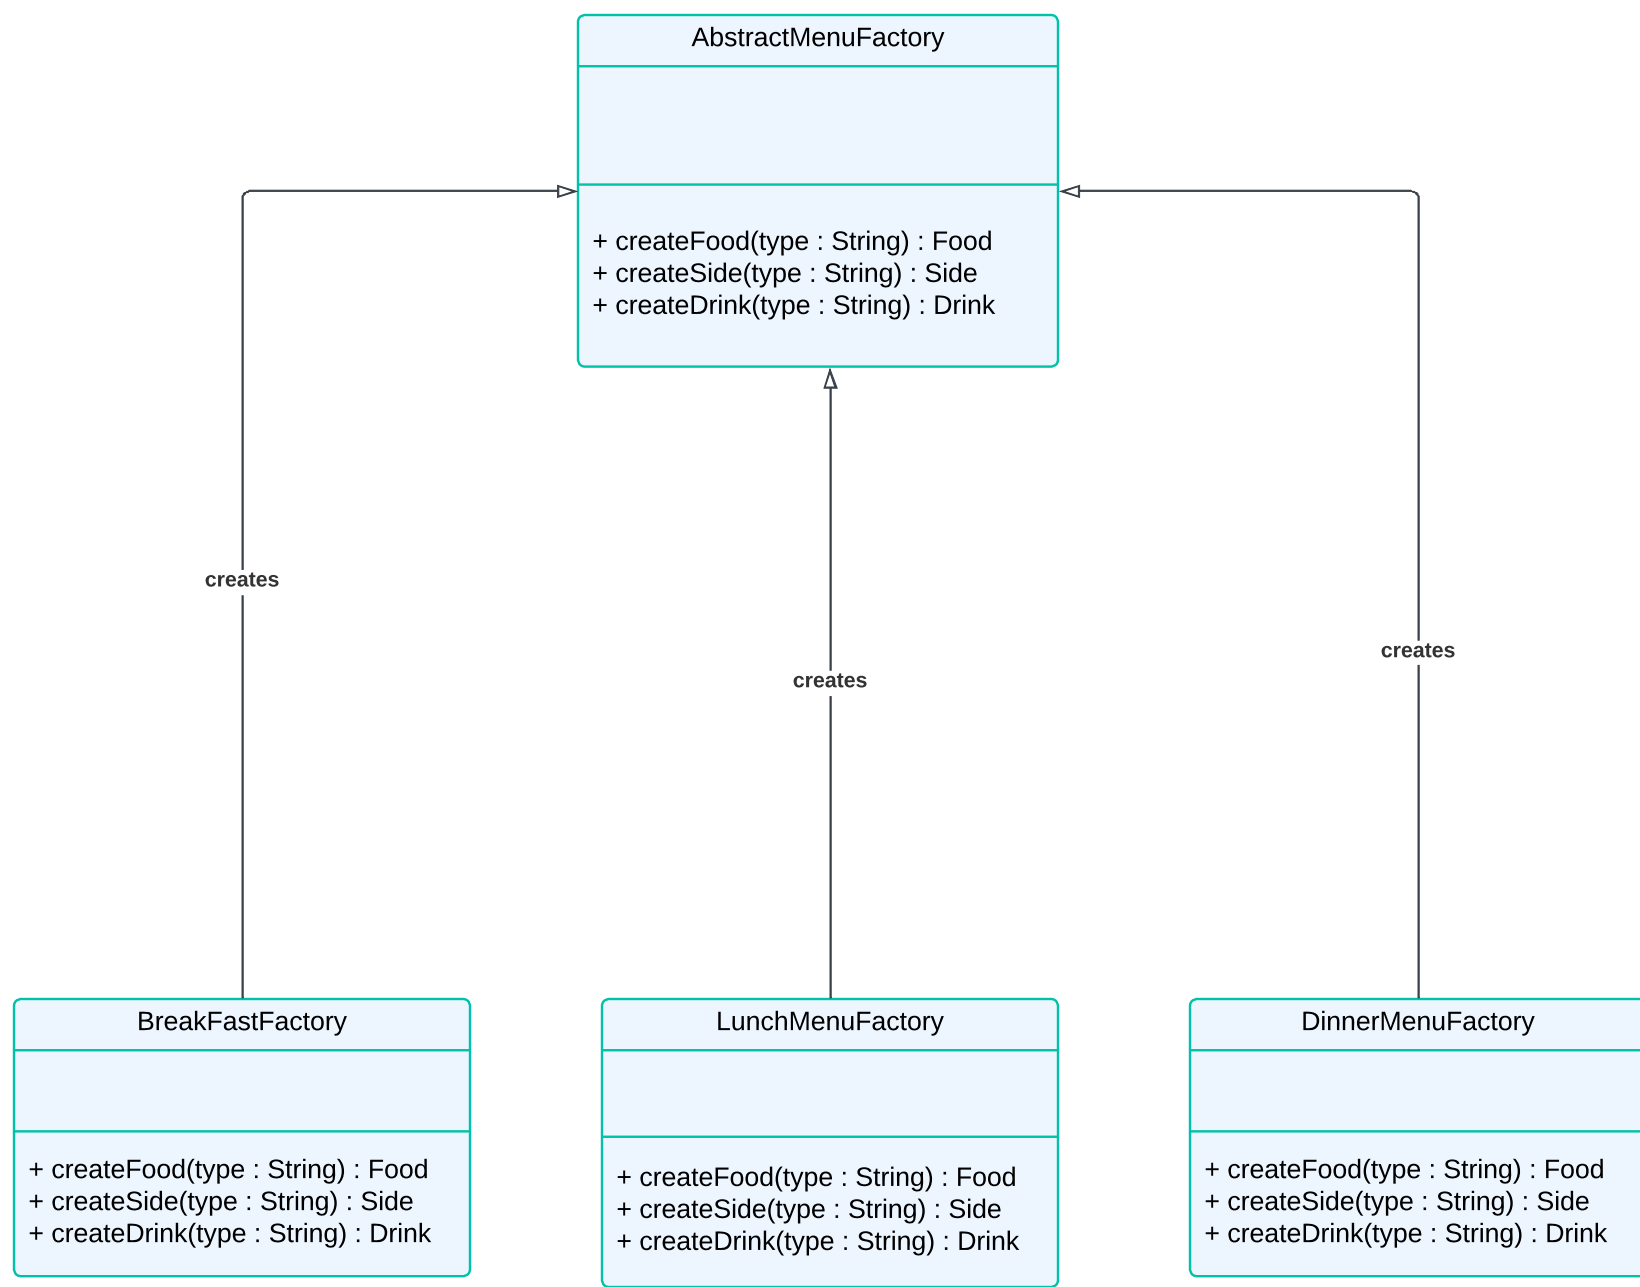 AbstractMenuFactory
+ createFood(type : String) : Food
+ createSide(type : String) : Side
+ createDrink(type : String) : Drink
creates
creates
creates
BreakFastFactory
+ createFood(type : String) : Food
+ createSide(type : String) : Side
+ createDrink(type : String) : Drink
LunchMenuFactory
+ createFood(type : String) : Food
+ createSide(type : String) : Side
+ createDrink(type : String) : Drink
DinnerMenuFactory
+ createFood(type : String) : Food
+ createSide(type : String) : Side
+ createDrink(type : String) : Drink